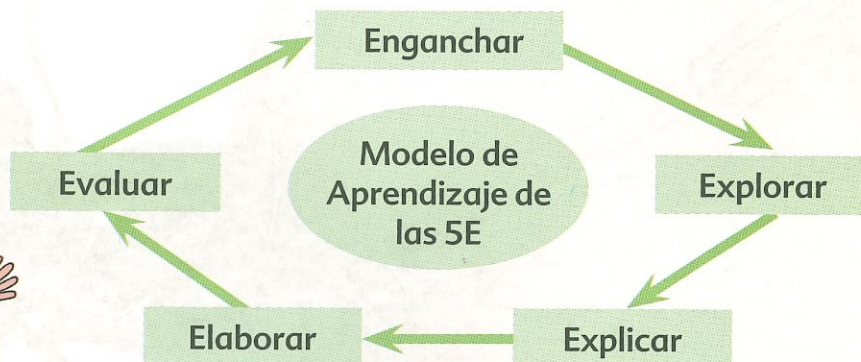 Enganchar
Modelo de
Aprendizaje de
las 5E
Evaluar
Explorar
Elaborar
Explicar